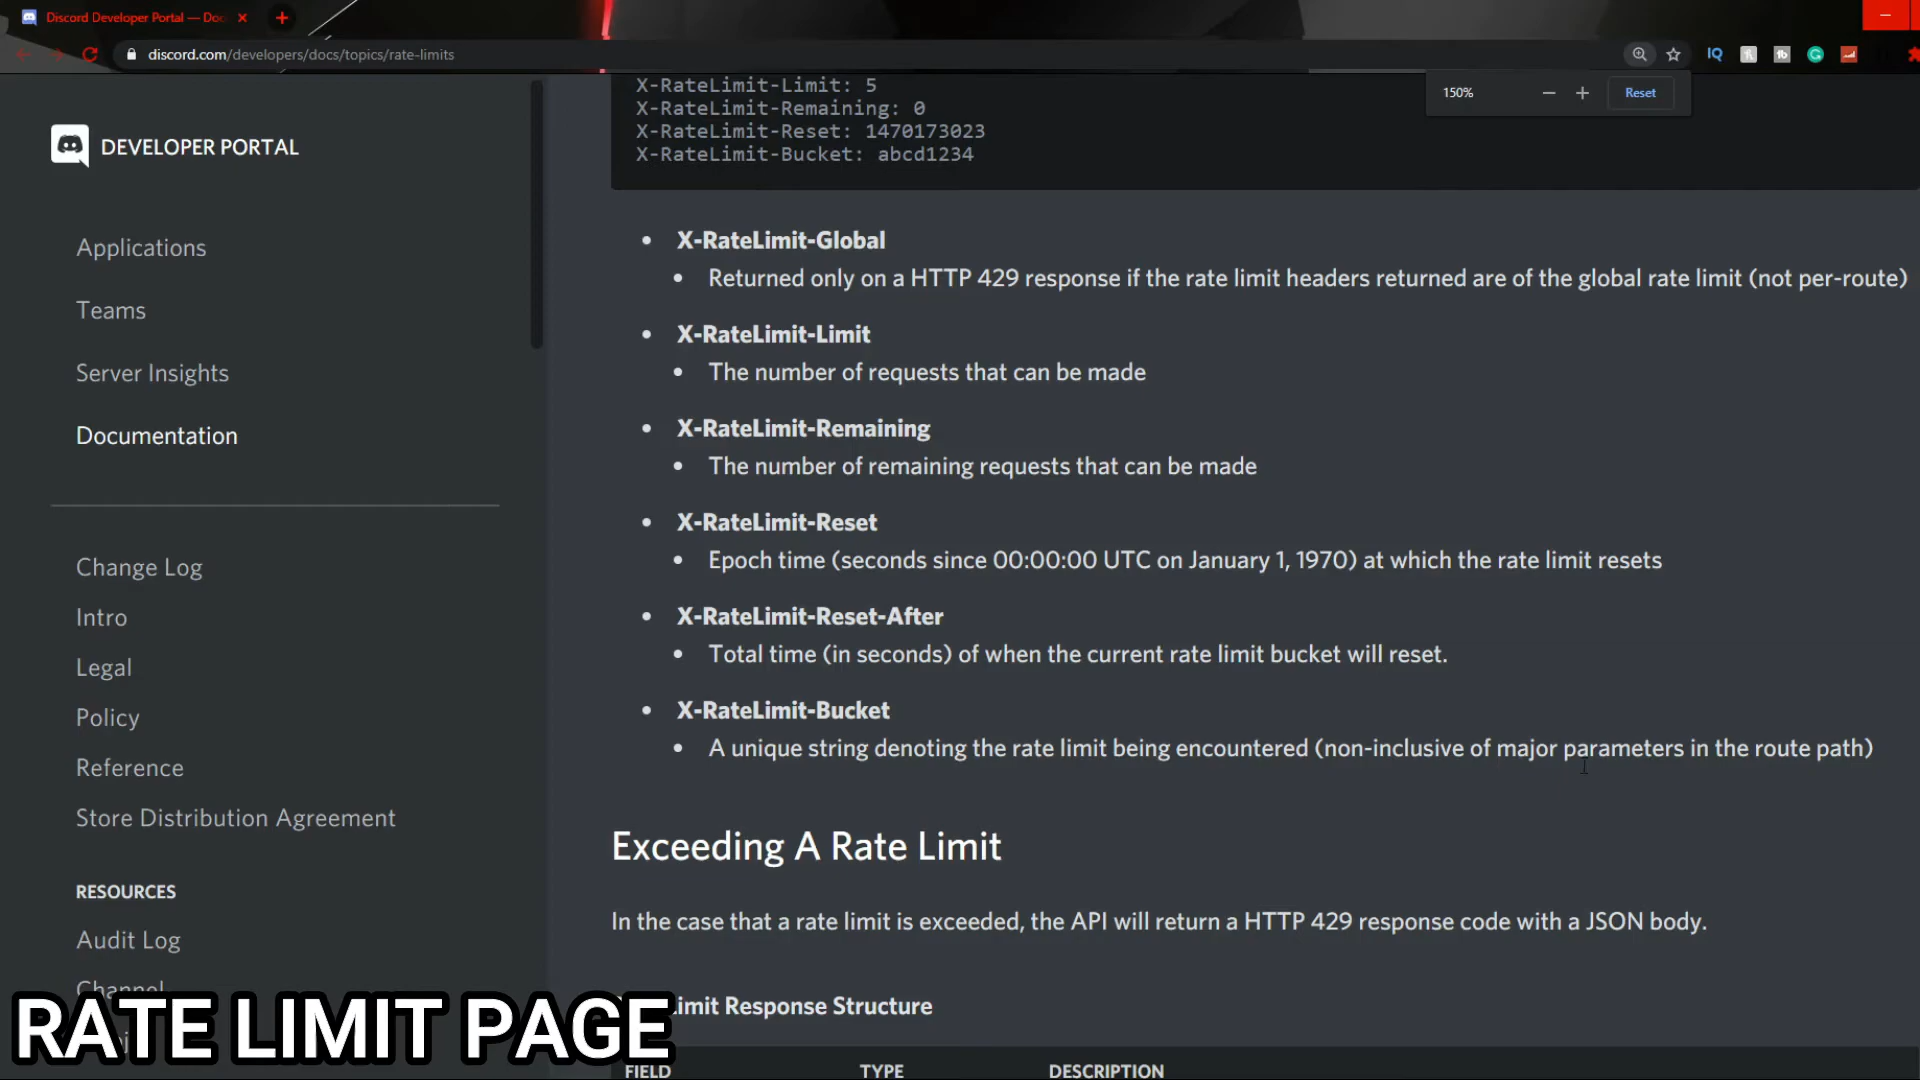 Discord Developer Portal — Doc
discord.com/developers/docs/topics/rate-limits
IQ
150%
Reset
DEVELOPER PORTAL
Applications
Teams
Server Insights
Documentation
Change Log
Intro
Legal
Policy
Reference
Store Distribution Agreement
RESOURCES
Audit Log
Channel
X-RateLimit-Limit: 5
X-RateLimit-Remaining: 0
X-RateLimit-Reset: 1470173023
X-RateLimit-Bucket: abcd1234
X-RateLimit-Global
Returned only on a HTTP 429 response if the rate limit headers returned are of the global rate limit (not per-route)
X-RateLimit-Limit
The number of requests that can be made
X-RateLimit-Remaining
The number of remaining requests that can be made
X-RateLimit-Reset
Epoch time (seconds since 00:00:00 UTC on January 1, 1970) at which the rate limit resets
X-RateLimit-Reset-After
Total time (in seconds) of when the current rate limit bucket will reset.
X-RateLimit-Bucket
A unique string denoting the rate limit being encountered (non-inclusive of major parameters in the route path)
Exceeding A Rate Limit
In the case that a rate limit is exceeded, the API will return a HTTP 429 response code with a JSON body.
imit Response Structure
FIELD TYPE DESCRIPTION
RATE LIMIT PAGE